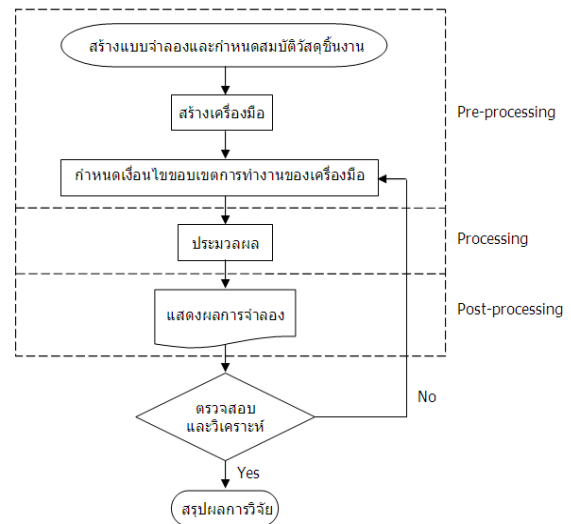 สร้างแบบจำลองและกำหนดสมบัติวัสดุชิ้นงาน
สร้างเครื่องมือ
Pre-processing
กำหนดเงื่อนไขขอบเขตการทำงานของเครื่องมือ
ประมวลผล
Processing
แสดงผลการจำลอง
Post-processing
ตรวจสอบ
และวิเคราะห์
No
Yes
สรุปผลการวิจัย